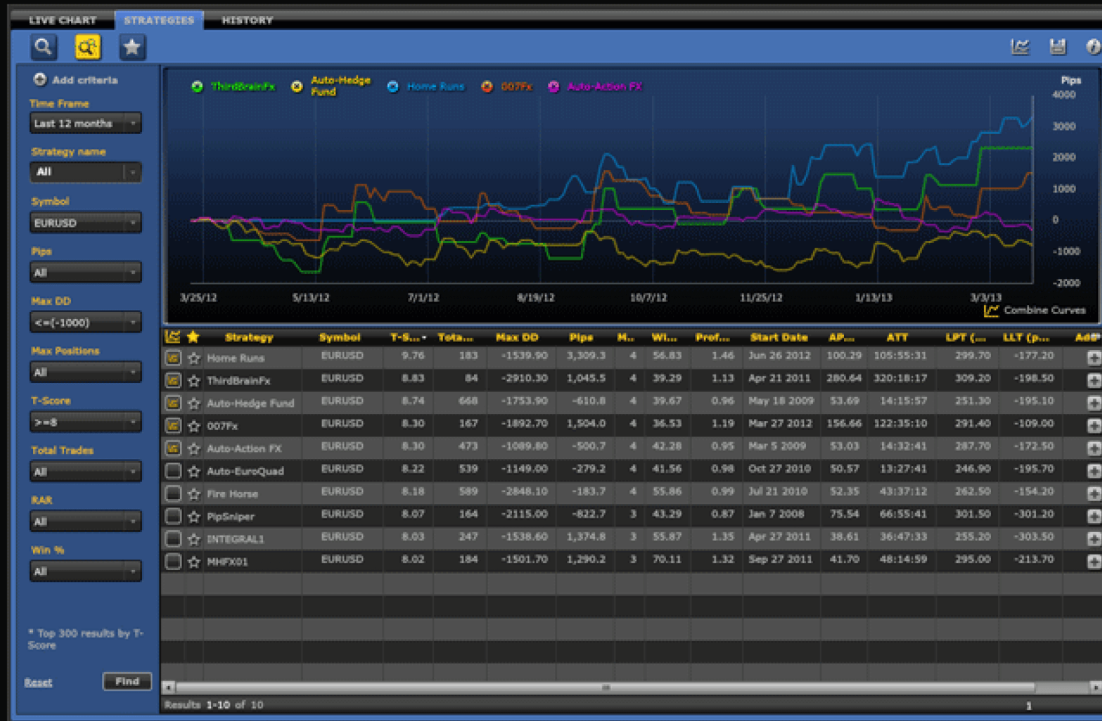 LIVE CHART STRATEGIES HISTORY
Add criteria
Time Frame
Last 12 months
Strategy name
All
Symbol
EURUSD
Pips
All
Max DD
<=(-1000)
Max Positions
All
T-Score
>=8
Total Trades
All
RAR
All
Win %
All
* Top 300 results by T-
Score
Reset Find
ThirdBrainFx Auto-Hedge Home Runs 007Fx Auto-Action FX
Fund
Pips
4000
3000
2000
1000
0
-1000
-2000
3/25/12 5/13/12 7/1/12 8/19/12 10/7/12 11/25/12 1/13/13 3/3/13
Combine Curves
Strategy Symbol T-S... Tota... Max DD Pips M.. Wi... Prof... Start Date AP... ATT LPT (... LLT (p... Add
Home Runs EURUSD 9.76 183 -1539.90 3,309.3 4 56.83 1.46 Jun 26 2012 100.29 105:55:31 299.70 -177.20
ThirdBrainFx EURUSD 8.83 84 -2910.30 1,045.5 4 39.29 1.13 Apr 21 2011 280.64 320:18:17 309.20 -198.50
Auto-Hedge Fund EURUSD 8.74 668 -1753.90 -610.8 4 39.67 0.96 May 18 2009 53.69 14:15:57 251.30 -195.10
007Fx EURUSD 8.30 167 -1892.70 1,504.0 4 36.53 1.19 Mar 27 2012 156.66 122:35:10 291.40 -109.00
Auto-Action FX EURUSD 8.30 473 -1089.80 -500.7 4 42.28 0.95 Mar 5 2009 53.03 14:32:41 287.70 -172.50
Auto-EuroQuad EURUSD 8.22 539 -1149.00 -279.2 4 41.56 0.98 Oct 27 2010 50.57 13:27:41 246.90 -195.70
Fire Horse EURUSD 8.18 589 -2848.10 -183.7 4 55.86 0.99 Jul 21 2010 52.35 43:37:12 262.50 -154.20
PipSniper EURUSD 8.07 164 -2115.00 -822.7 3 43.29 0.87 Jan 7 2008 75.54 66:55:41 301.50 -301.20
INTEGRAL1 EURUSD 8.03 247 -1538.60 1,374.8 3 55.87 1.35 Apr 27 2011 38.61 36:47:33 255.20 -303.50
MHFX01 EURUSD 8.02 184 -1501.70 1,290.2 3 70.11 1.32 Sep 27 2011 41.70 48:14:59 295.00 -213.70
Results 1-10 of 10 1